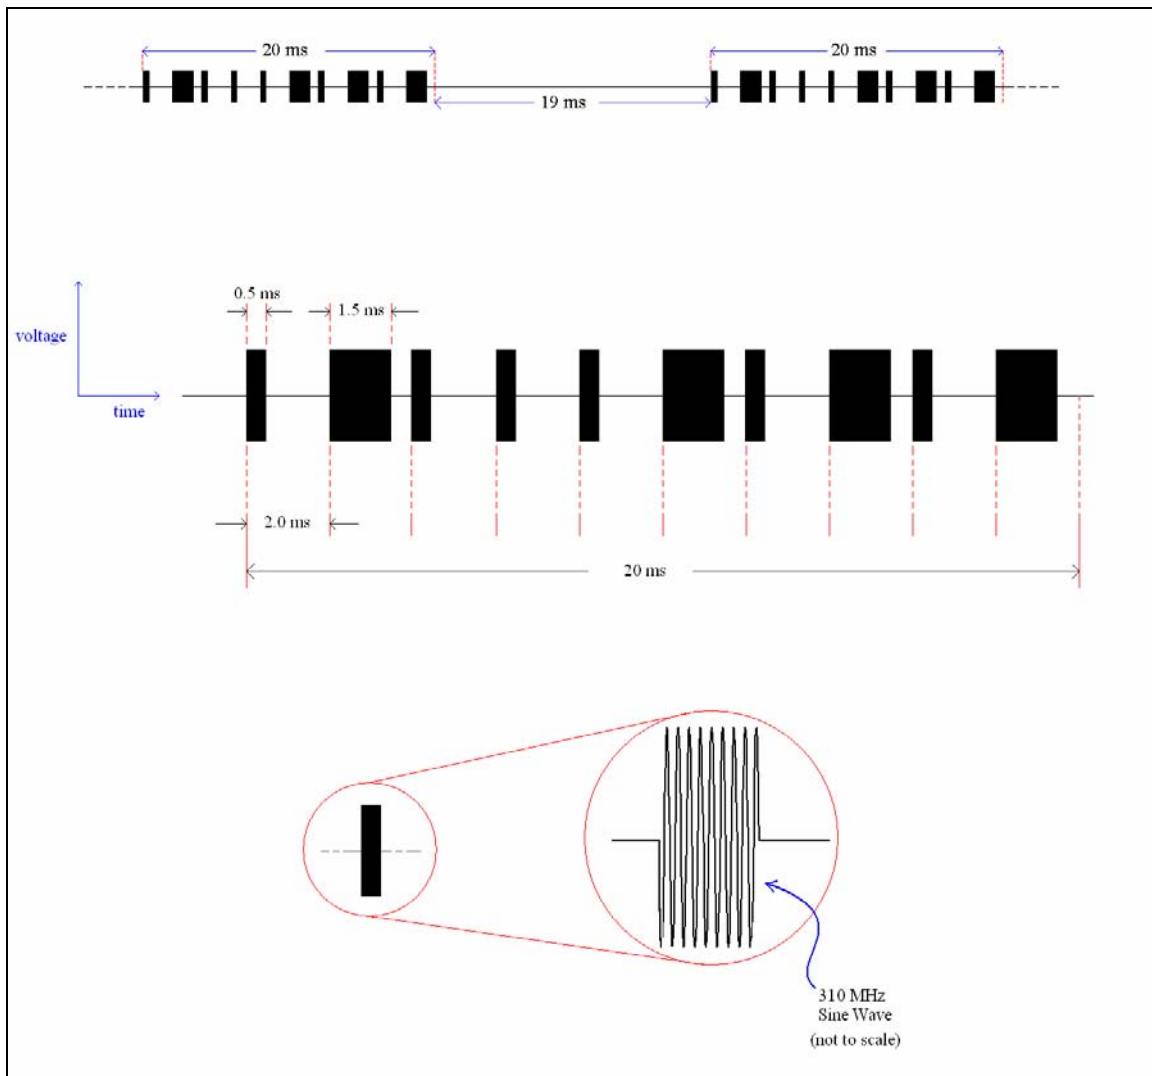 20 ms
20 ms
19 ms
0.5 ms
1.5 ms
voltage
time
2.0 ms
20 ms
310 MHz
Sine Wave
(not to scale)